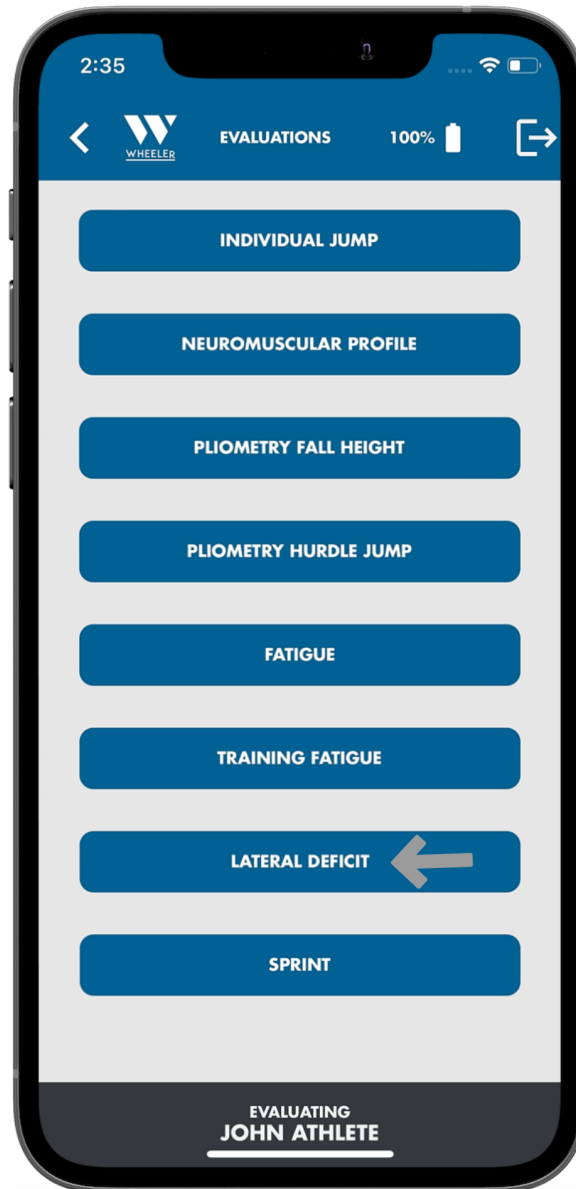 2:35
WHEELER
EVALUATIONS
100%
INDIVIDUAL JUMP
NEUROMUSCULAR PROFILE
PLIOMETRY FALL HEIGHT
PLIOMETRY HURDLE JUMP
FATIGUE
TRAINING FATIGUE
LATERAL DEFICIT
SPRINT
EVALUATING
JOHN ATHLETE